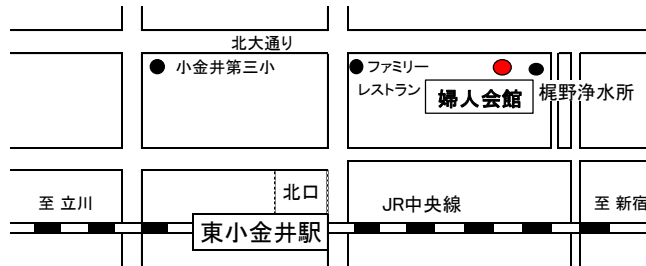 北大通り
小金井第三小
ファミリー
レストラン
婦人会館
梶野浄水所
至 立川
北口
JR中央線
至 新宿
東小金井駅